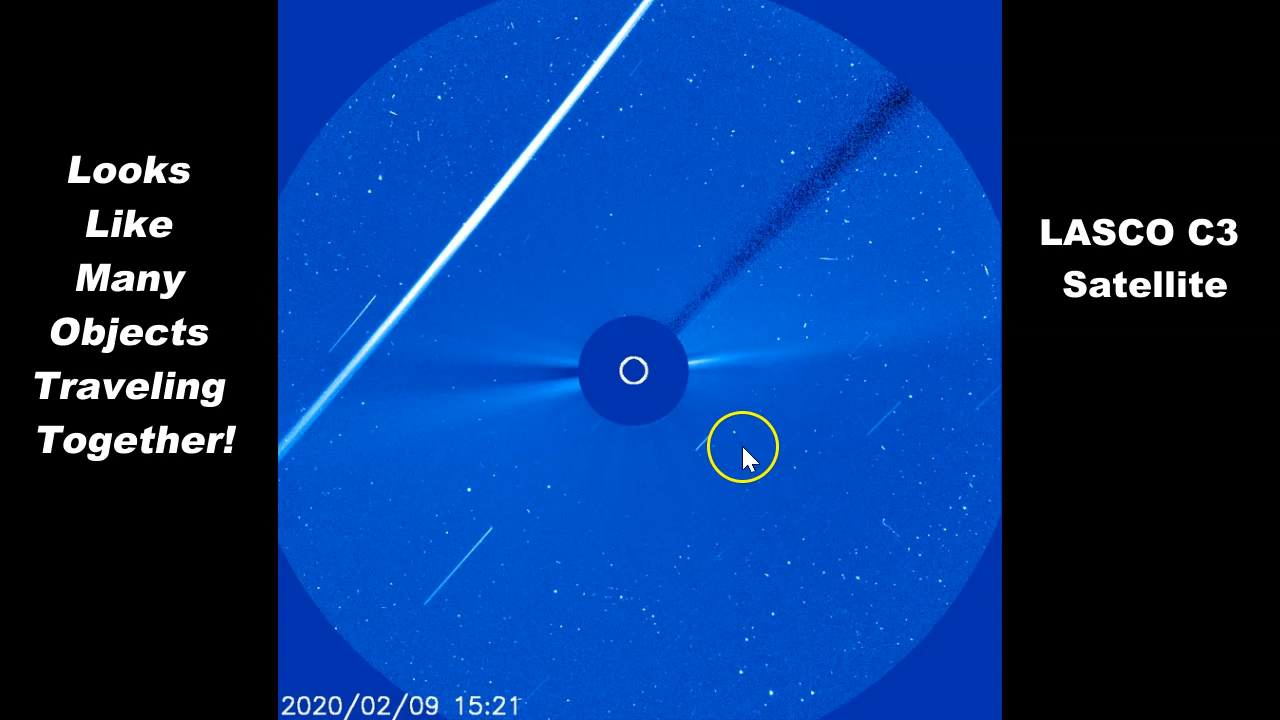 Looks
Like
Many
Objects
Traveling
Together!
LASCO C3
Satellite
2020/02/09 15:21